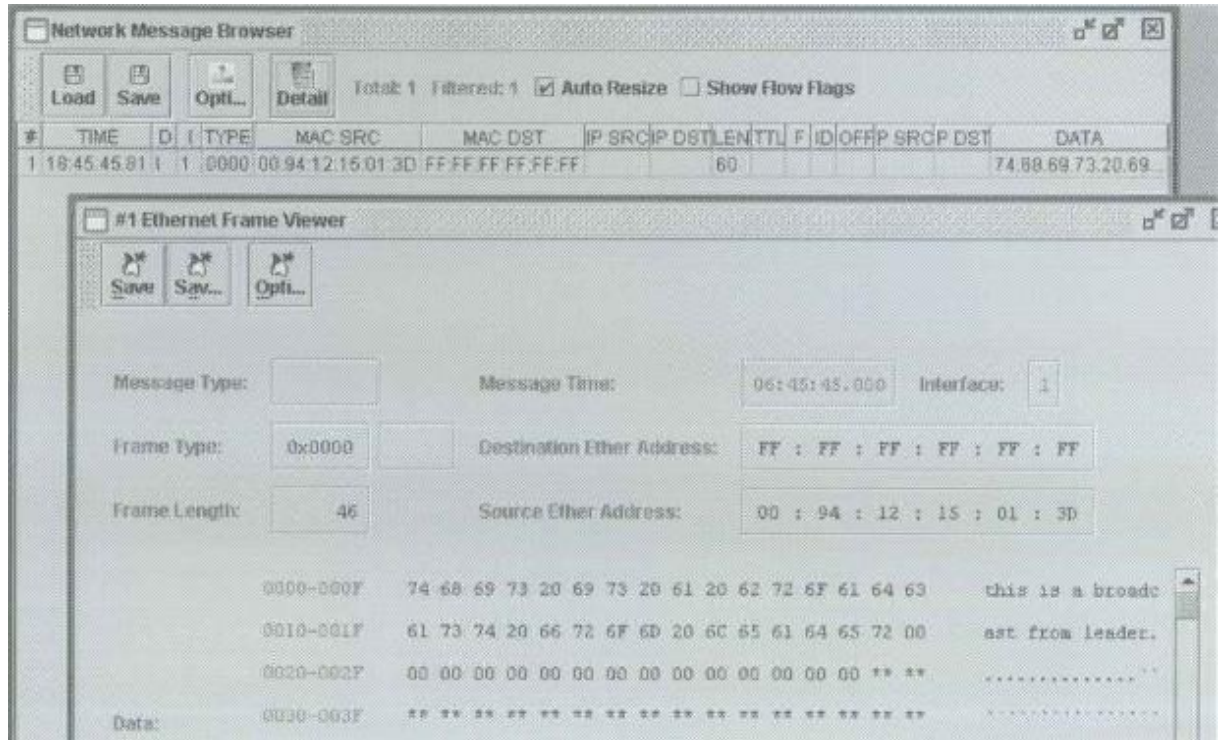 Network Message Browser
Load Save Opti... Detail Total: 1 Filtered: 1 Auto Resize Show Flow Flags
# TIME D I TYPE MAC SRC MAC DST IP SRC IP DST LEN TTL F ID OFF P SRC P DST DATA
1 18:45:45.81 1 0000 00:94:12:15:01:3D FF:FF:FF:FF:FF:FF 60 74.68.69.73.20.69...
#1 Ethernet Frame Viewer
Save Sav... Opti...
Message Type: Message Time: 06:45:45.000 Interface: 1
Frame Type: 0x0000 Destination Ether Address: FF : FF : FF : FF : FF : FF
Frame Length: 46 Source Ether Address: 00 : 94 : 12 : 15 : 01 : 3D
0000-000F 74 68 69 73 20 69 73 20 61 20 62 72 6F 61 64 63 this is a broadc
0010-001F 61 73 74 20 66 72 6F 6D 20 6C 65 61 64 65 72 00 ast from leader.
0020-002F 00 00 00 00 00 00 00 00 00 00 00 00 00 00 ** ** ..............``
Data: 0030-003F ** ** ** ** ** ** ** ** ** ** ** ** ** ** ** **